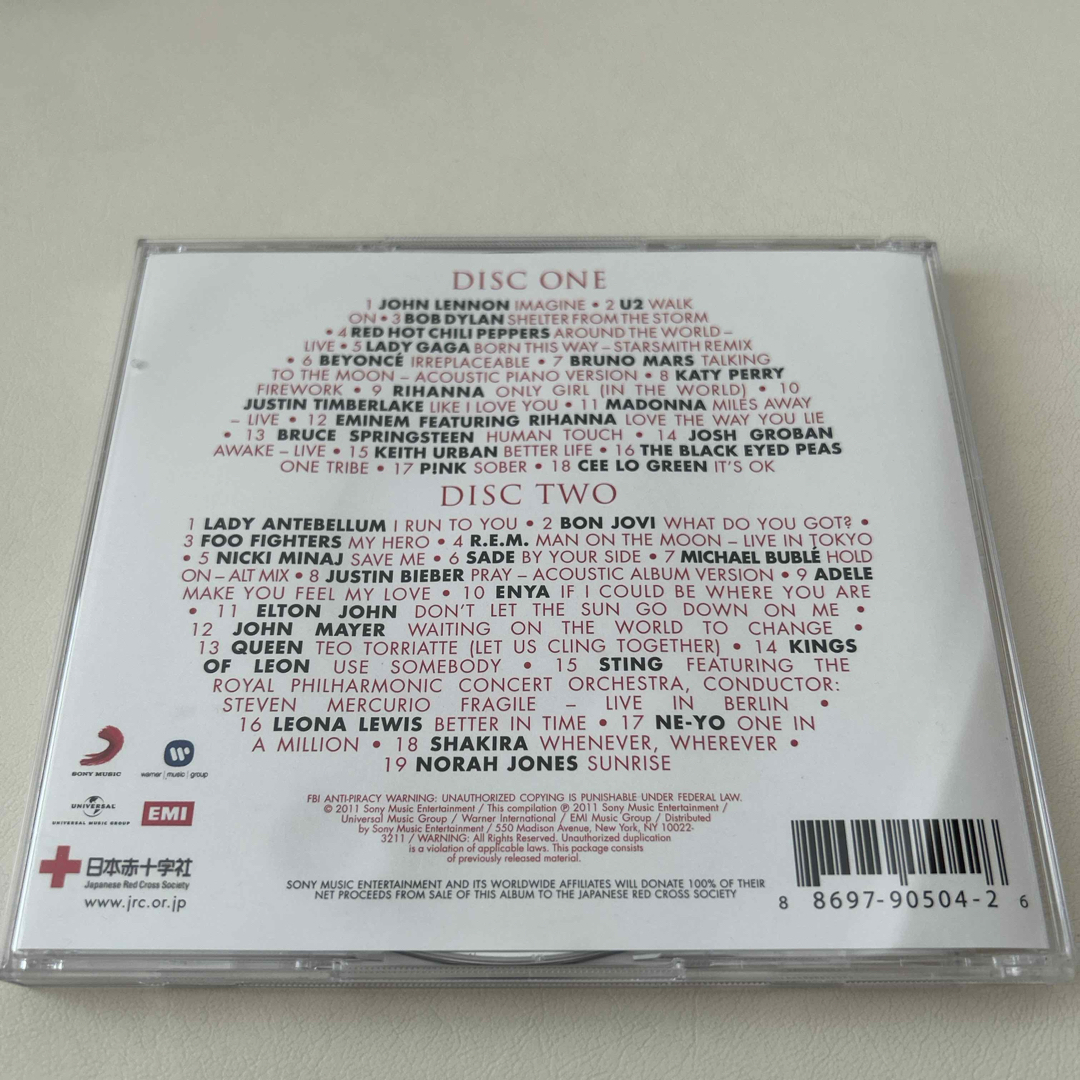 DISC ONE
1 JOHN LENNON IMAGINE • 2 U2 WALK
ON • 3 BOB DYLAN SHELTER FROM THE STORM
• 4 RED HOT CHILI PEPPERS AROUND THE WORLD –
LIVE • 5 LADY GAGA BORN THIS WAY – STARSMITH REMIX
• 6 BEYONCÉ IRREPLACEABLE • 7 BRUNO MARS TALKING
TO THE MOON – ACOUSTIC PIANO VERSION • 8 KATY PERRY
FIREWORK • 9 RIHANNA ONLY GIRL (IN THE WORLD) • 10
JUSTIN TIMBERLAKE LIKE I LOVE YOU • 11 MADONNA MILES AWAY
– LIVE • 12 EMINEM FEATURING RIHANNA LOVE THE WAY YOU LIE
• 13 BRUCE SPRINGSTEEN HUMAN TOUCH • 14 JOSH GROBAN
AWAKE – LIVE • 15 KEITH URBAN BETTER LIFE • 16 THE BLACK EYED PEAS
ONE TRIBE • 17 P!NK SOBER • 18 CEE LO GREEN IT'S OK
DISC TWO
1 LADY ANTEBELLUM I RUN TO YOU • 2 BON JOVI WHAT DO YOU GOT? •
3 FOO FIGHTERS MY HERO • 4 R.E.M. MAN ON THE MOON – LIVE IN TOKYO
• 5 NICKI MINAJ SAVE ME • 6 SADE BY YOUR SIDE • 7 MICHAEL BUBLÉ HOLD
ON – ALT MIX • 8 JUSTIN BIEBER PRAY – ACOUSTIC ALBUM VERSION • 9 ADELE
MAKE YOU FEEL MY LOVE • 10 ENYA IF I COULD BE WHERE YOU ARE
• 11 ELTON JOHN DON'T LET THE SUN GO DOWN ON ME •
12 JOHN MAYER WAITING ON THE WORLD TO CHANGE •
13 QUEEN TEO TORRIATTE (LET US CLING TOGETHER) • 14 KINGS
OF LEON USE SOMEBODY • 15 STING FEATURING THE
ROYAL PHILHARMONIC CONCERT ORCHESTRA, CONDUCTOR:
STEVEN MERCURIO FRAGILE – LIVE IN BERLIN •
16 LEONA LEWIS BETTER IN TIME • 17 NE-YO ONE IN
A MILLION • 18 SHAKIRA WHENEVER, WHEREVER •
19 NORAH JONES SUNRISE
SONY MUSIC
warner music group
UNIVERSAL
UNIVERSAL MUSIC GROUP
EMI
日本赤十字社
Japanese Red Cross Society
www.jrc.or.jp
FBI ANTI-PIRACY WARNING: UNAUTHORIZED COPYING IS PUNISHABLE UNDER FEDERAL LAW.
© 2011 Sony Music Entertainment / This compilation ℗ 2011 Sony Music Entertainment /
Universal Music Group / Warner International / EMI Music Group / Distributed
by Sony Music Entertainment / 550 Madison Avenue, New York, NY 10022-
3211 / WARNING: All Rights Reserved. Unauthorized duplication
is a violation of applicable laws. This package consists
of previously released material.
SONY MUSIC ENTERTAINMENT AND ITS WORLDWIDE AFFILIATES WILL DONATE 100% OF THEIR
NET PROCEEDS FROM SALE OF THIS ALBUM TO THE JAPANESE RED CROSS SOCIETY
8 8697-90504-2 6